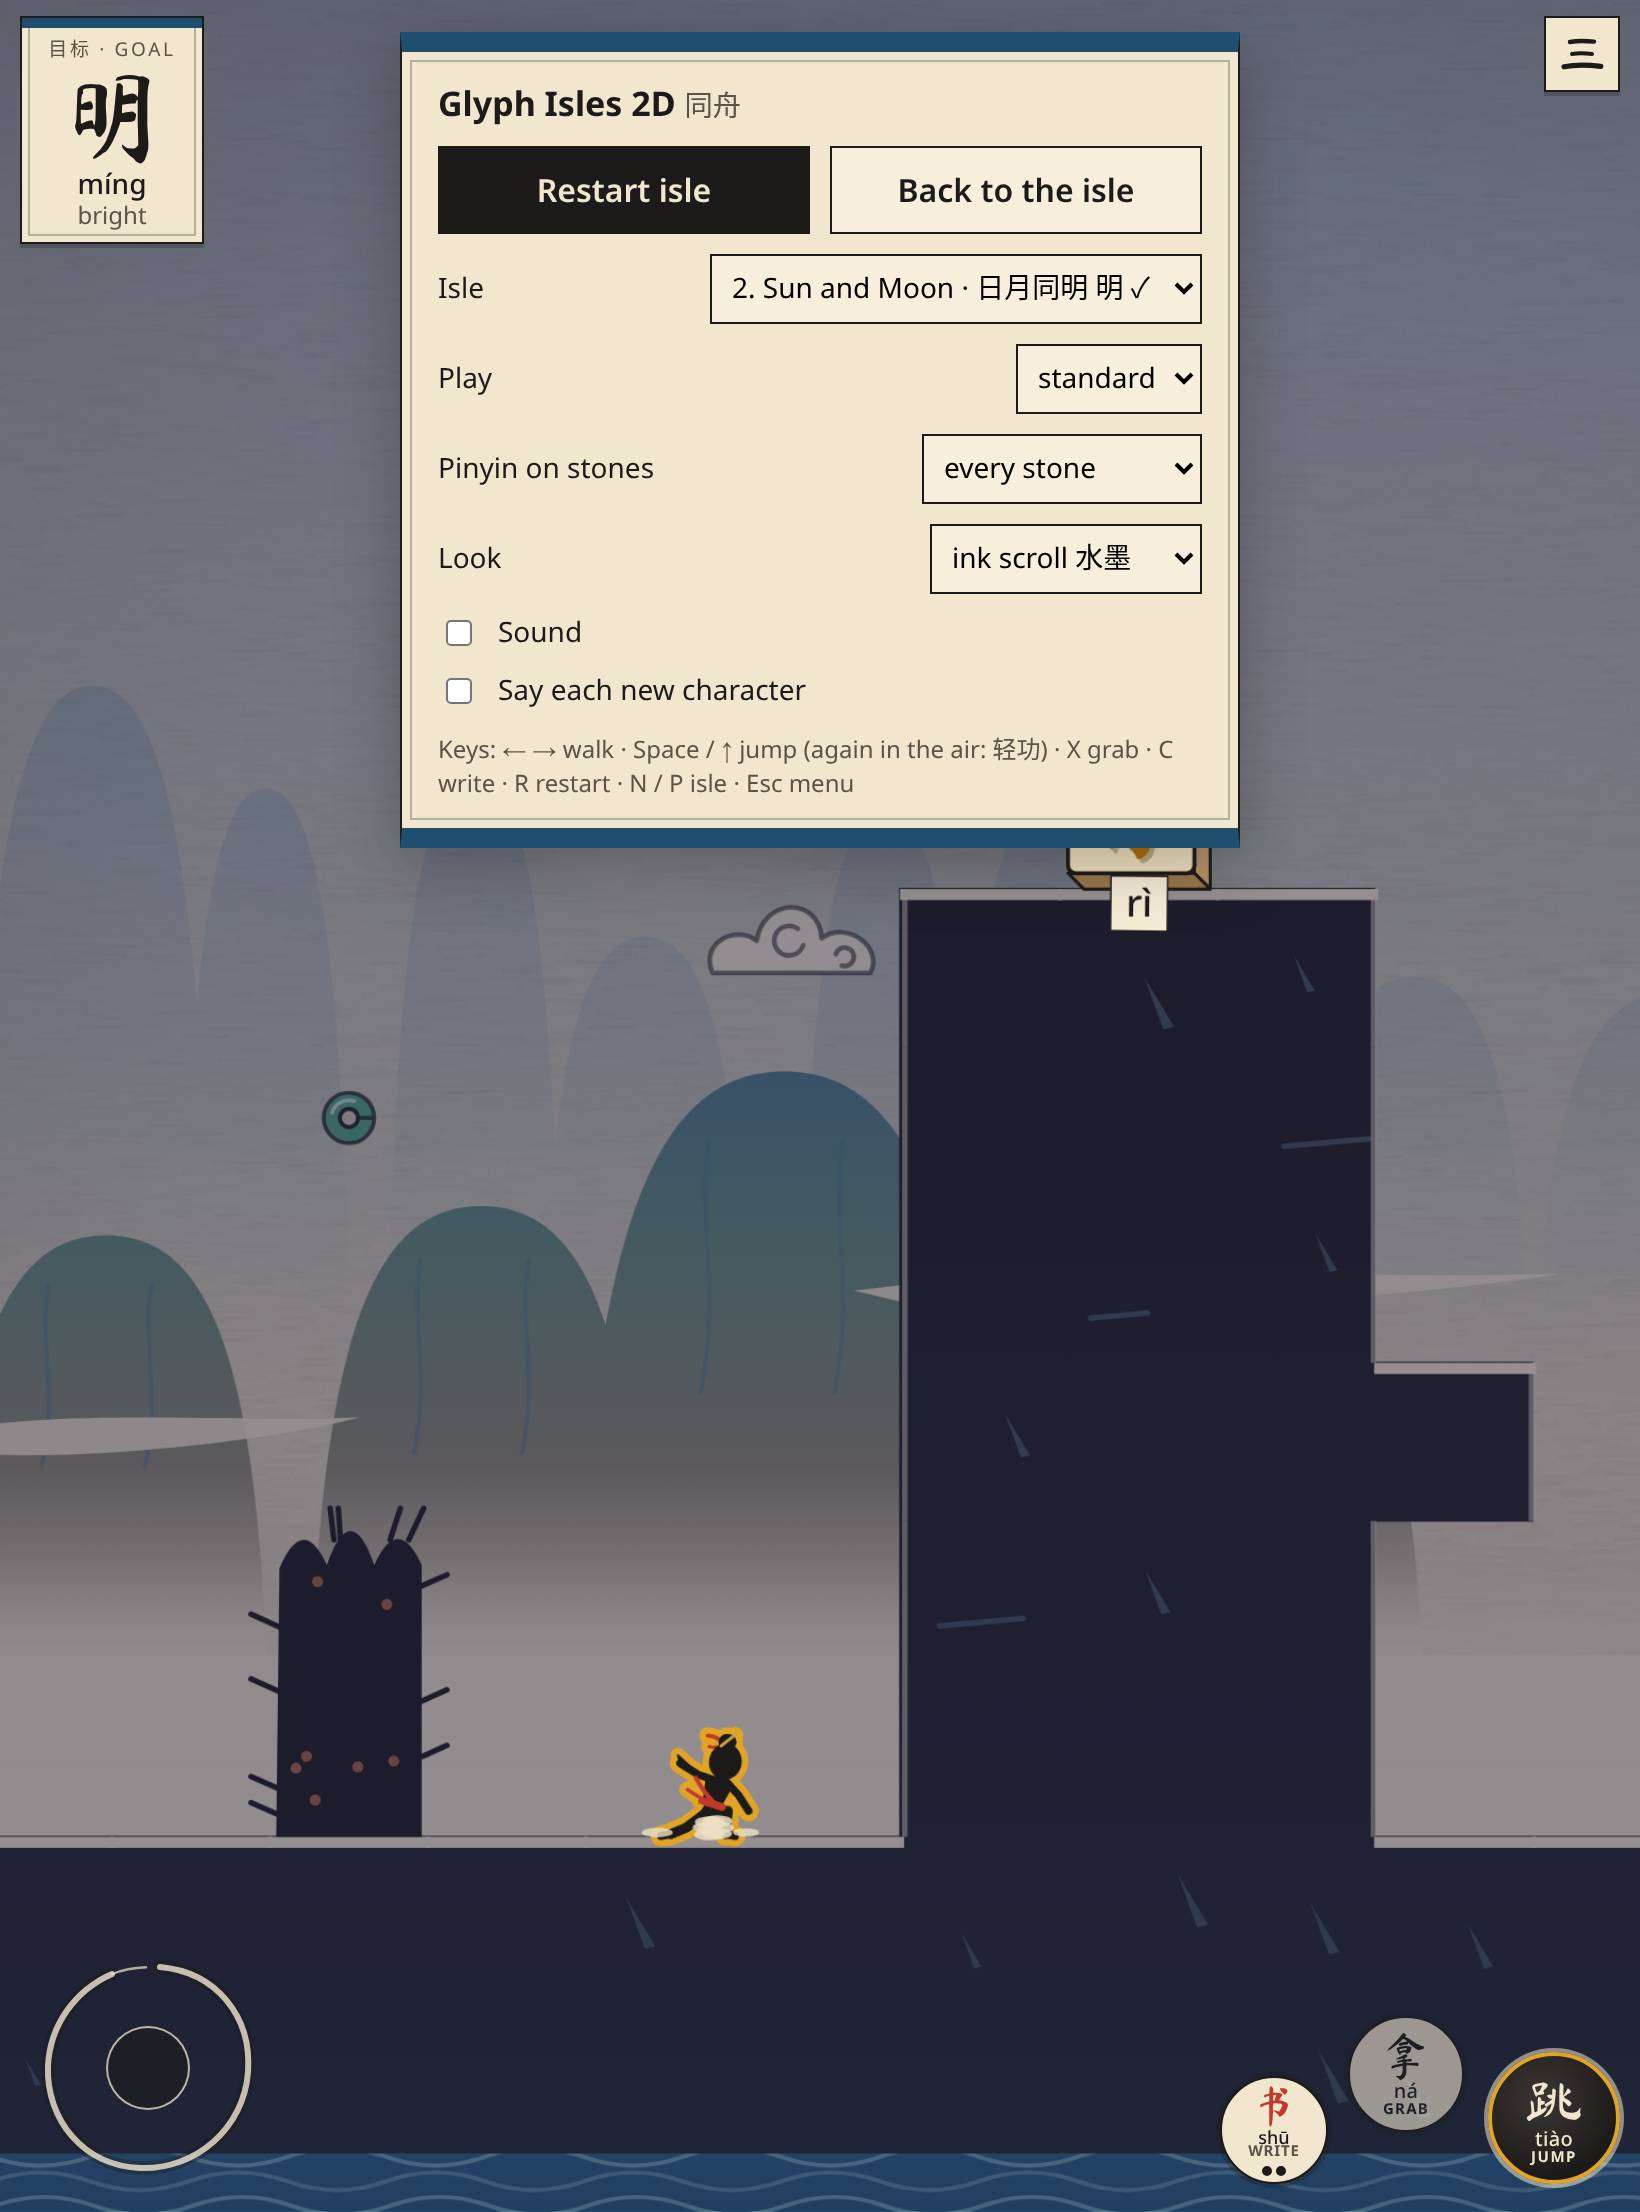 目标 · GOAL
明
míng
bright
三
Glyph Isles 2D 同舟
Restart isle
Back to the isle
Isle
2. Sun and Moon · 日月同明 明 ✓
Play
standard
Pinyin on stones
every stone
Look
ink scroll 水墨
Sound
Say each new character
Keys: ← → walk · Space / ↑ jump (again in the air: 轻功) · X grab · C
write · R restart · N / P isle · Esc menu
rì
拿
ná
GRAB
书
shū
WRITE
跳
tiào
JUMP